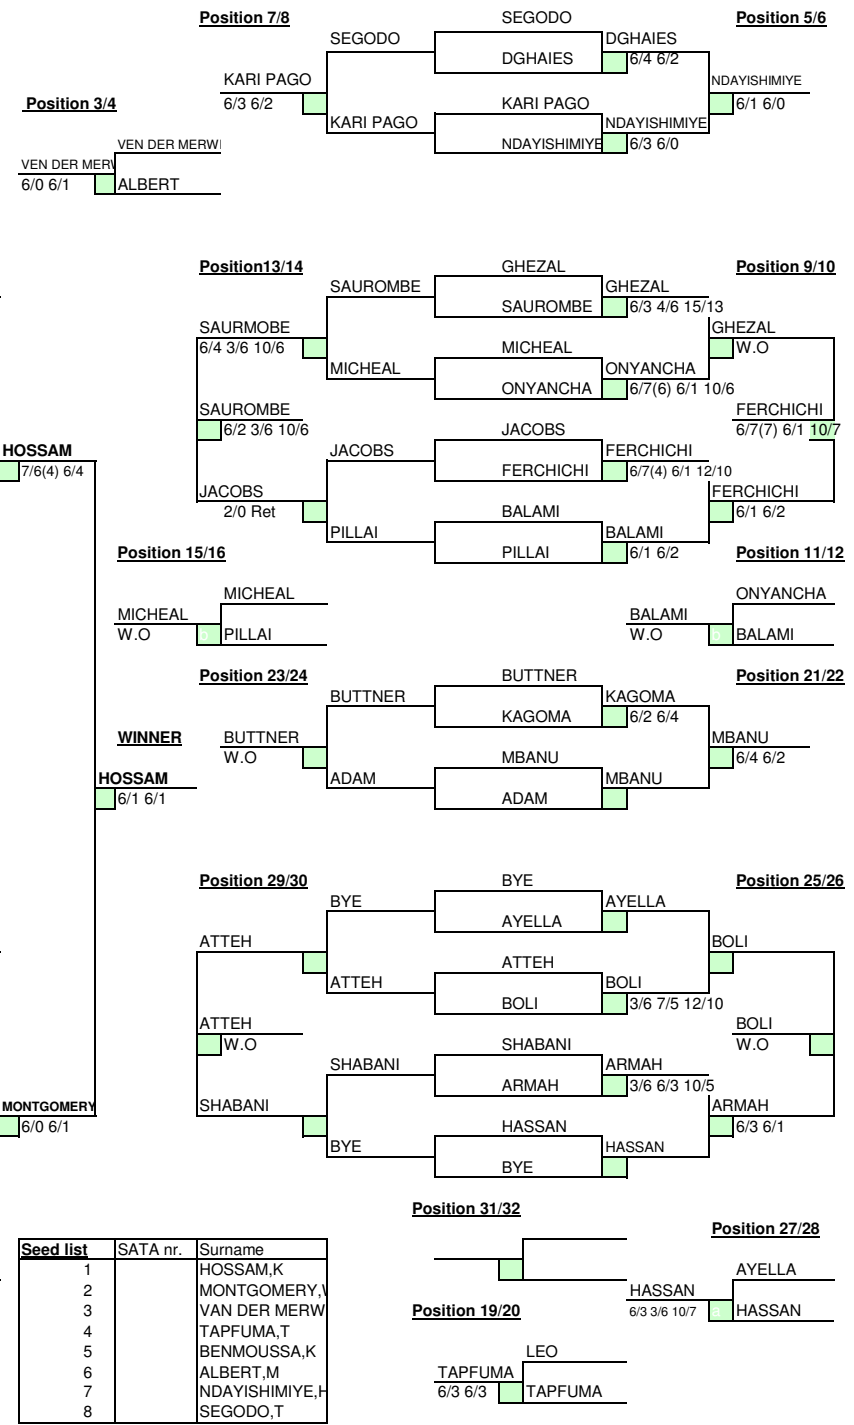 Position 7/8
SEGODO
Position 5/6
SEGODO
DGHAIES
DGHAIES
6/4 6/2
KARI PAGO
NDAYISHIMIYE
Position 3/4
6/3 6/2
KARI PAGO
6/1 6/0
KARI PAGO
NDAYISHIMIYE
VEN DER MERW
NDAYISHIMIYE
6/3 6/0
VEN DER MER
6/0 6/1
ALBERT
Position13/14
GHEZAL
Position 9/10
SAUROMBE
GHEZAL
SAUROMBE
6/3 4/6 15/13
SAURMOBE
GHEZAL
6/4 3/6 10/6
MICHEAL
W.O
MICHEAL
ONYANCHA
ONYANCHA
6/7(6) 6/1 10/6
SAUROMBE
FERCHICHI
6/2 3/6 10/6
JACOBS
6/7(7) 6/1 10/7
HOSSAM
JACOBS
FERCHICHI
7/6(4) 6/4
FERCHICHI
6/7(4) 6/1 12/10
JACOBS
FERCHICHI
2/0 Ret
BALAMI
6/1 6/2
PILLAI
BALAMI
Position 15/16
PILLAI
6/1 6/2
Position 11/12
MICHEAL
ONYANCHA
MICHEAL
BALAMI
W.O
PILLAI
W.O
BALAMI
Position 23/24
BUTTNER
Position 21/22
BUTTNER
KAGOMA
KAGOMA
6/2 6/4
WINNER
BUTTNER
MBANU
W.O
MBANU
6/4 6/2
HOSSAM
ADAM
MBANU
6/1 6/1
ADAM
Position 29/30
BYE
Position 25/26
BYE
AYELLA
AYELLA
ATTEH
BOLI
ATTEH
ATTEH
BOLI
BOLI
3/6 7/5 12/10
ATTEH
BOLI
W.O
SHABANI
W.O
SHABANI
ARMAH
ARMAH
3/6 6/3 10/5
MONTGOMERY
SHABANI
ARMAH
6/0 6/1
HASSAN
6/3 6/1
BYE
HASSAN
BYE
Position 31/32
Position 27/28
Seed list SATA nr. Surname
1 HOSSAM,K
AYELLA
2 MONTGOMERY,
HASSAN
3 VAN DER MERW
Position 19/20
6/3 3/6 10/7
HASSAN
4 TAPFUMA,T
5 BENMOUSSA,K
LEO
6 ALBERT,M
TAPFUMA
7 NDAYISHIMIYE,
6/3 6/3
TAPFUMA
8 SEGODO,T